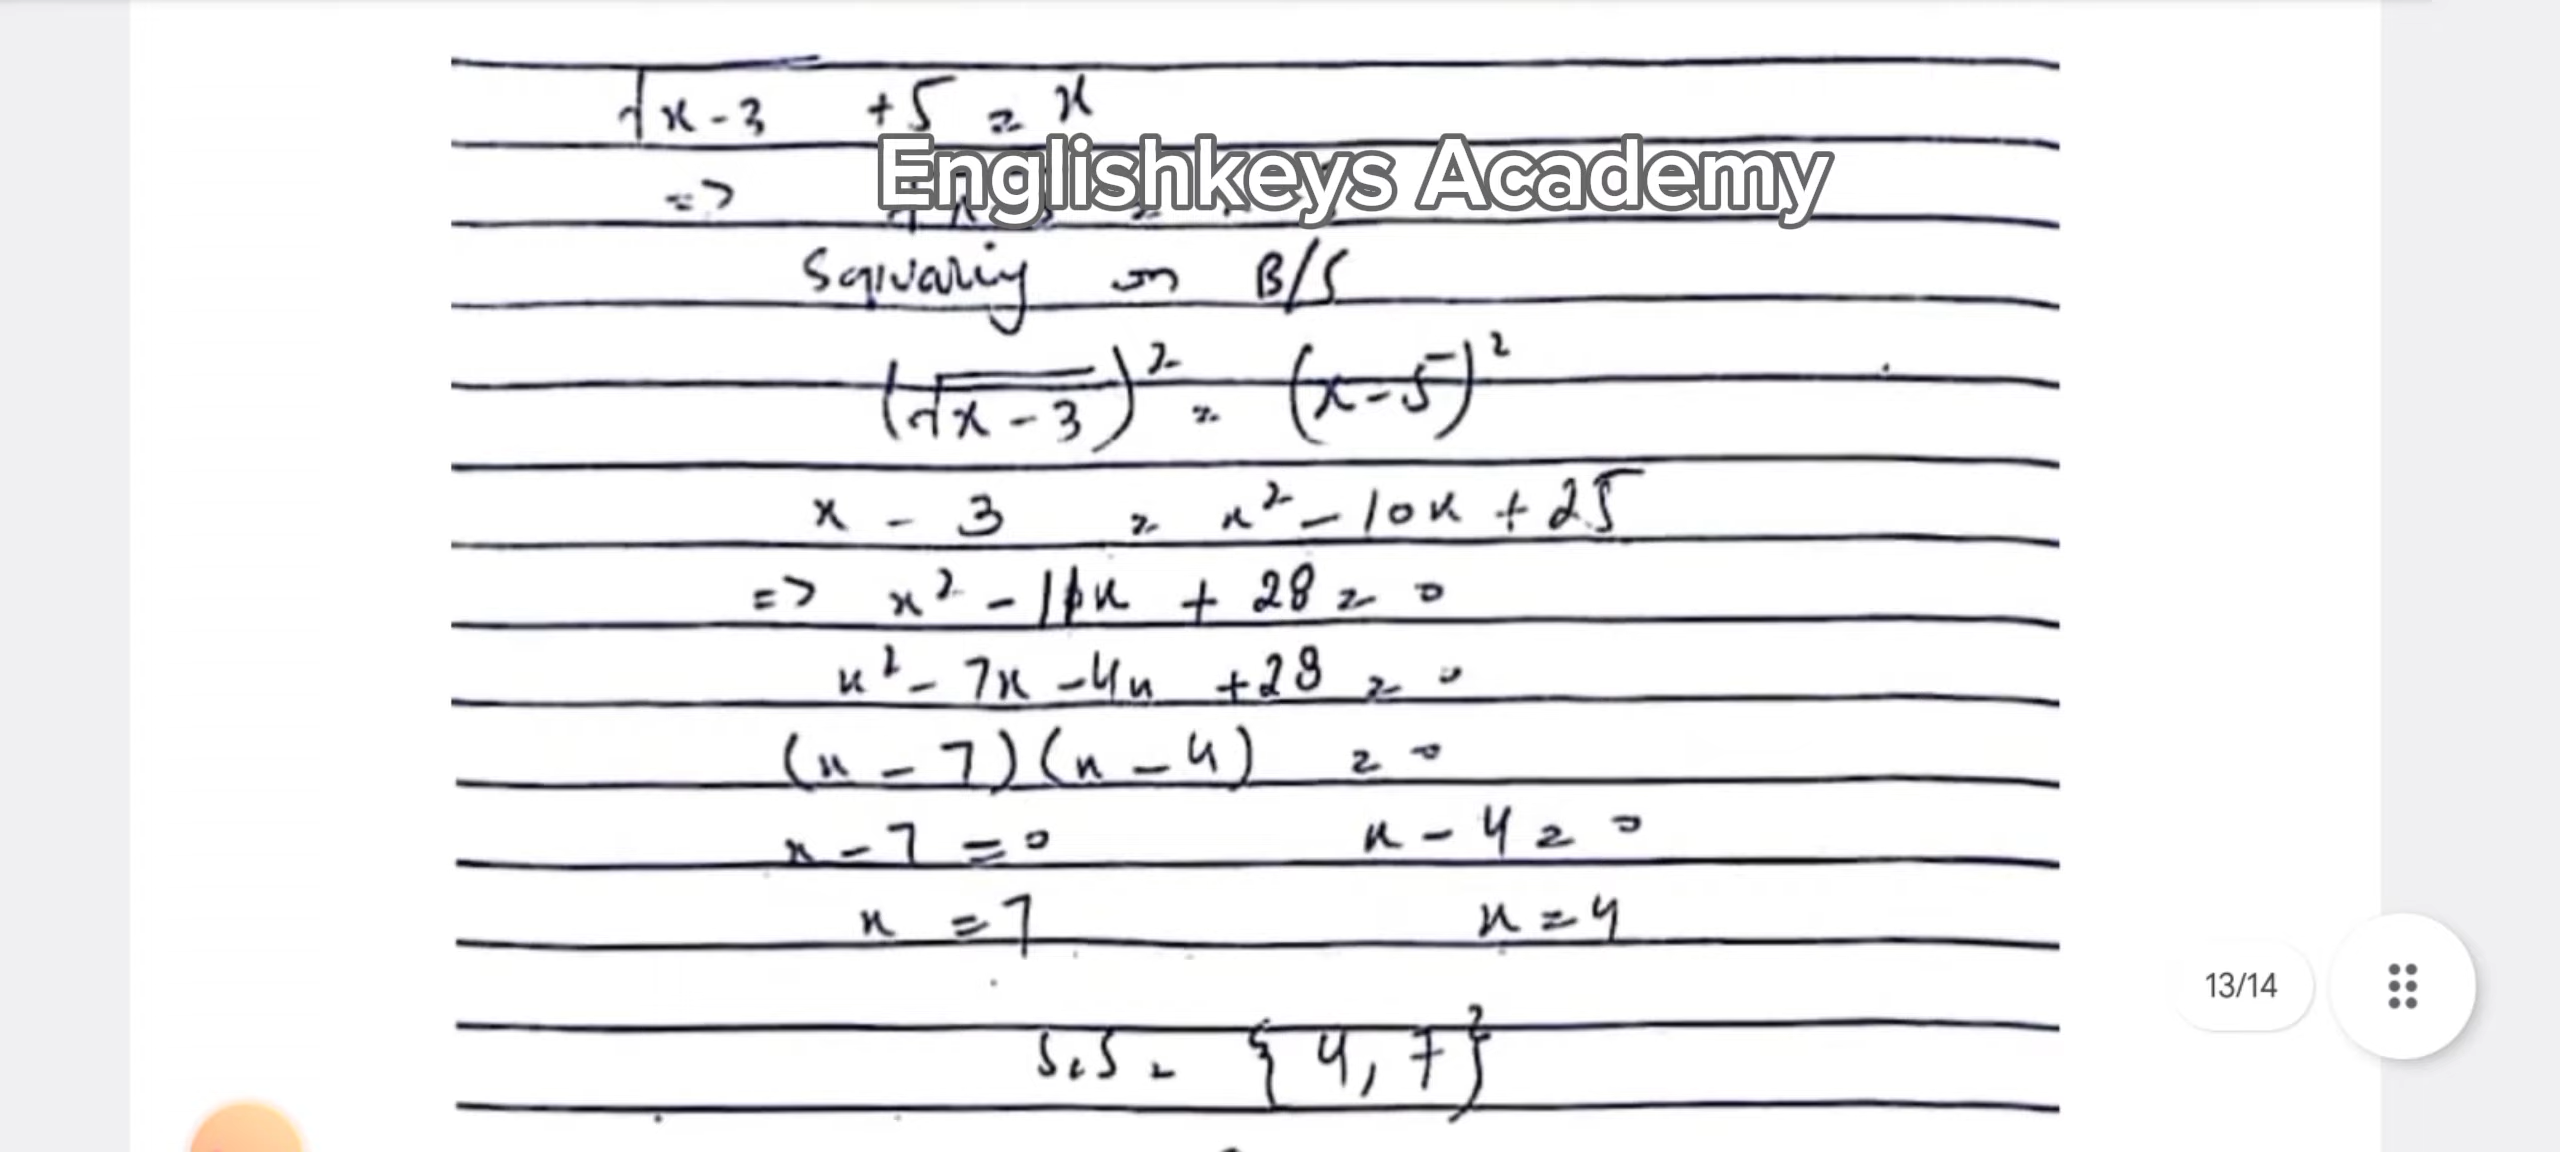 √x-3 +5 = x
=>
Englishkeys Academy
Squaring on B/S
(√x-3)² = (x-5)²
x - 3 = x² - 10x + 25
=> x² - 11x + 28 = 0
x² - 7x - 4x + 28 = 0
(x - 7)(x - 4) = 0
x - 7 = 0 x - 4 = 0
x = 7 x = 4
13/14
S.S = {4, 7}